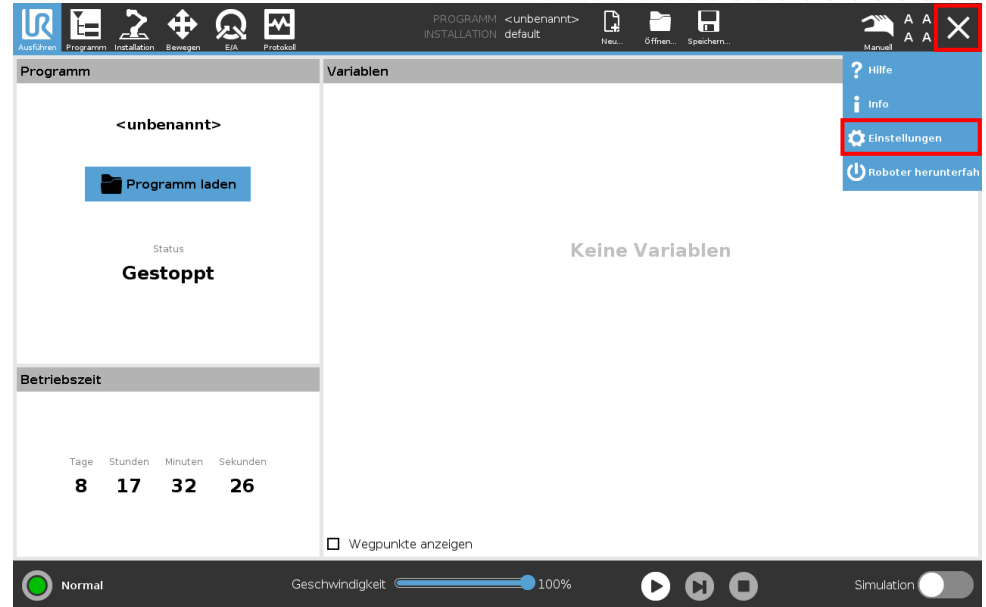 PROGRAMM <unbenannt>
INSTALLATION default
Ausführen Programm Installation Bewegen E/A Protokoll
Neu... Öffnen... Speichern...
Manuell
A A
A A
Programm
Variablen
? Hilfe
i Info
Einstellungen
Roboter herunterfah
<unbenannt>
Programm laden
Status
Gestoppt
Keine Variablen
Betriebszeit
Tage Stunden Minuten Sekunden
8 17 32 26
Wegpunkte anzeigen
Normal
Geschwindigkeit 100%
Simulation